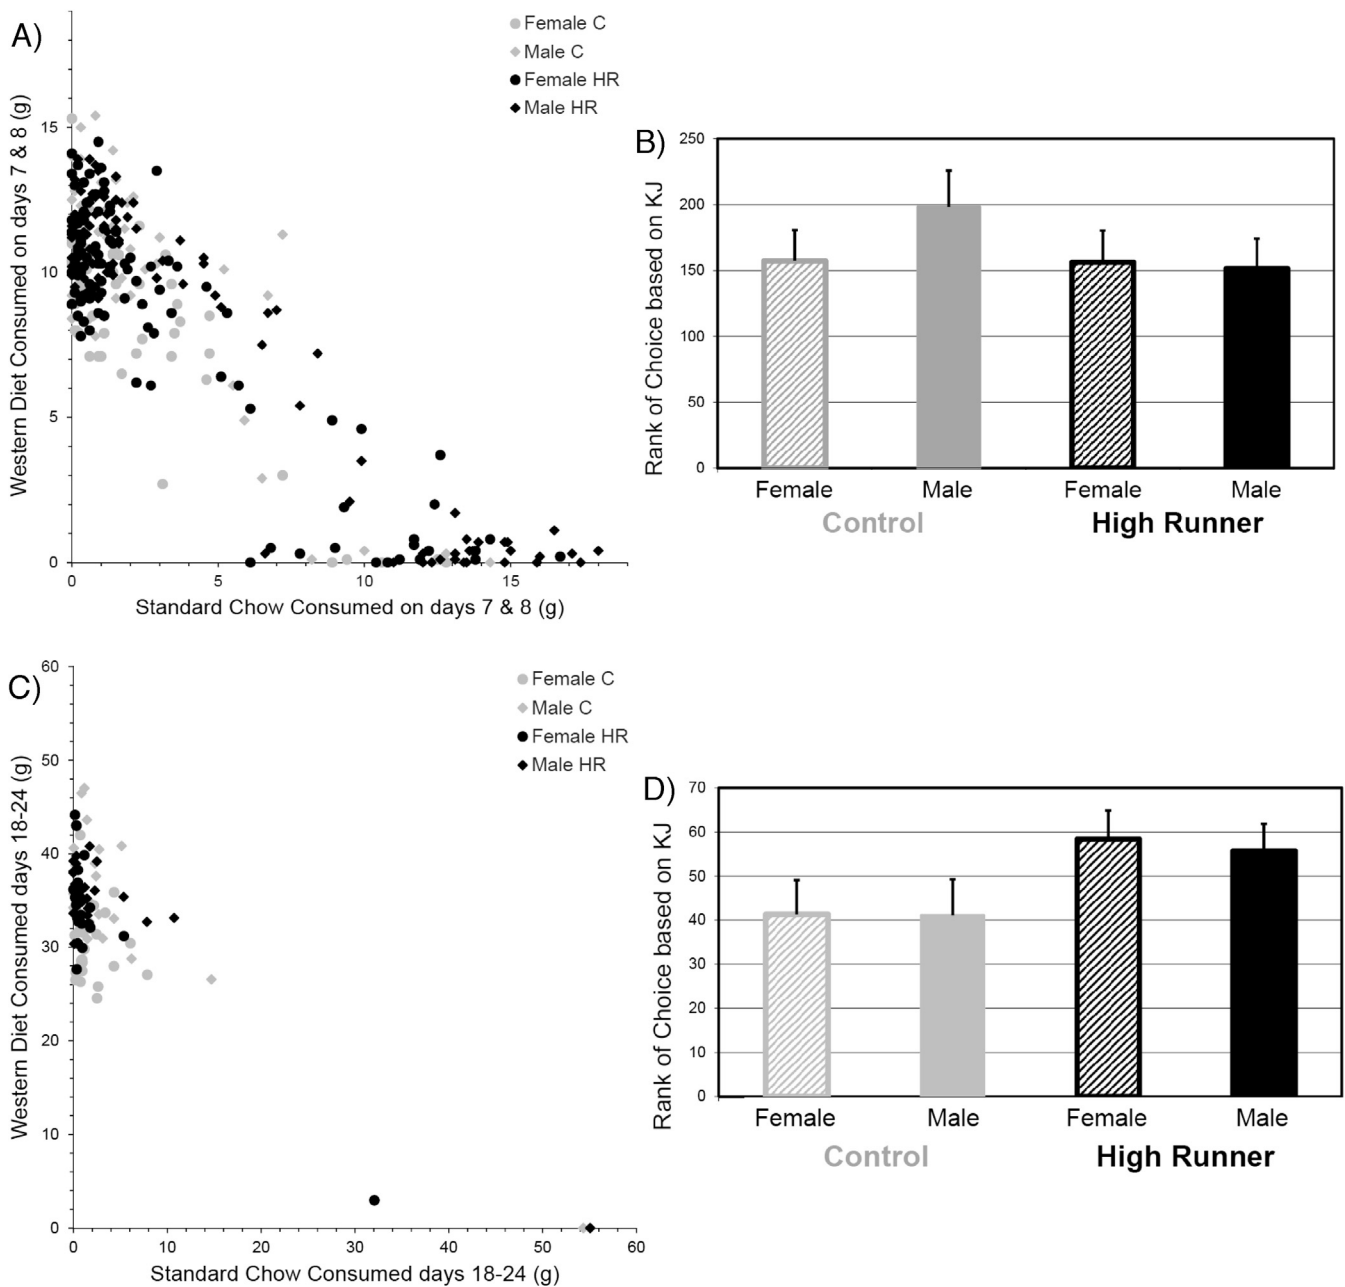 A)
Female C
Male C
Female HR
Male HR
Western Diet Consumed on days 7 & 8 (g)
15
10
5
0
0 5 10 15
Standard Chow Consumed on days 7 & 8 (g)
B)
Rank of Choice based on KJ
250
200
150
100
50
0
Female Male Female Male
Control High Runner
C)
Female C
Male C
Female HR
Male HR
Western Diet Consumed days 18-24 (g)
60
50
40
30
20
10
0
0 10 20 30 40 50 60
Standard Chow Consumed days 18-24 (g)
D)
Rank of Choice based on KJ
70
60
50
40
30
20
10
0
Female Male Female Male
Control High Runner